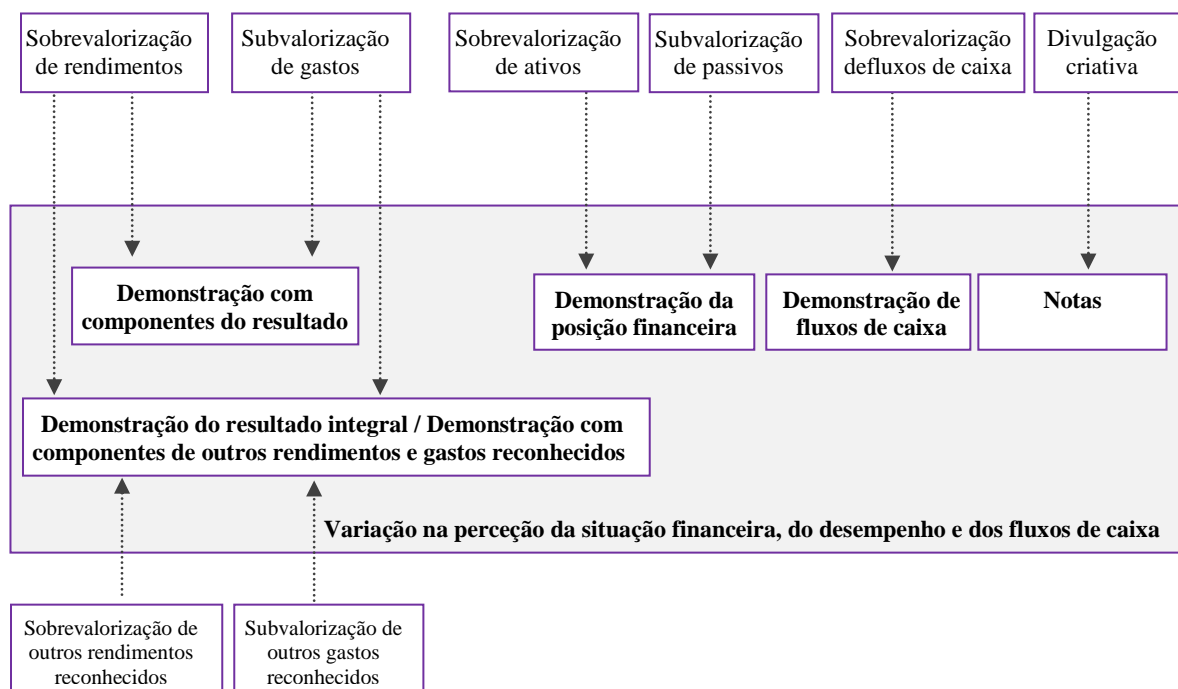 Sobrevalorização
de rendimentos
Subvalorização
de gastos
Sobrevalorização
de ativos
Subvalorização
de passivos
Sobrevalorização
defluxos de caixa
Divulgação
criativa
Demonstração com
componentes do resultado
Demonstração da
posição financeira
Demonstração de
fluxos de caixa
Notas
Demonstração do resultado integral / Demonstração com
componentes de outros rendimentos e gastos reconhecidos
Variação na perceção da situação financeira, do desempenho e dos fluxos de caixa
Sobrevalorização de
outros rendimentos
reconhecidos
Subvalorização de
outros gastos
reconhecidos